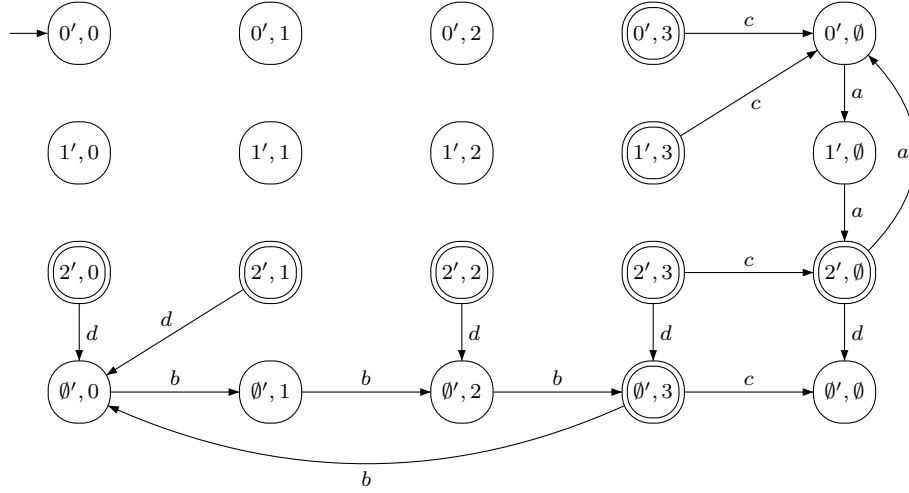 0′, 0 0′, 1 0′, 2 0′, 3 c 0′, ∅
a
c
1′, 0 1′, 1 1′, 2 1′, 3 1′, ∅ a
a
2′, 0 2′, 1 2′, 2 2′, 3 c 2′, ∅
d d d d d
∅′, 0 b ∅′, 1 b ∅′, 2 b ∅′, 3 c ∅′, ∅
b